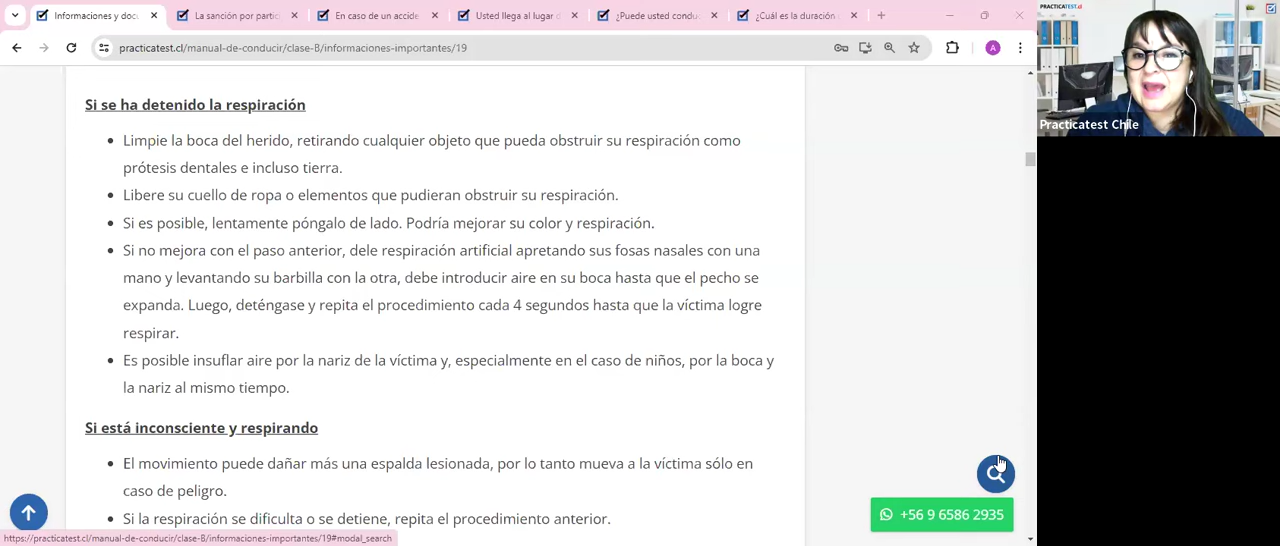 Informaciones y docu
La sanción por partici
En caso de un accide
Usted llega al lugar d
¿Puede usted condu
¿Cuál es la duración
practicatest.cl/manual-de-conducir/clase-B/informaciones-importantes/19
A
PRACTICATEST.cl
Practicatest Chile
Si se ha detenido la respiración
Limpie la boca del herido, retirando cualquier objeto que pueda obstruir su respiración como
prótesis dentales e incluso tierra.
Libere su cuello de ropa o elementos que pudieran obstruir su respiración.
Si es posible, lentamente póngalo de lado. Podría mejorar su color y respiración.
Si no mejora con el paso anterior, dele respiración artificial apretando sus fosas nasales con una
mano y levantando su barbilla con la otra, debe introducir aire en su boca hasta que el pecho se
expanda. Luego, deténgase y repita el procedimiento cada 4 segundos hasta que la víctima logre
respirar.
Es posible insuflar aire por la nariz de la víctima y, especialmente en el caso de niños, por la boca y
la nariz al mismo tiempo.
Si está inconsciente y respirando
El movimiento puede dañar más una espalda lesionada, por lo tanto mueva a la víctima sólo en
caso de peligro.
Si la respiración se dificulta o se detiene, repita el procedimiento anterior.
+56 9 6586 2935
https://practicatest.cl/manual-de-conducir/clase-B/informaciones-importantes/19#modal_search